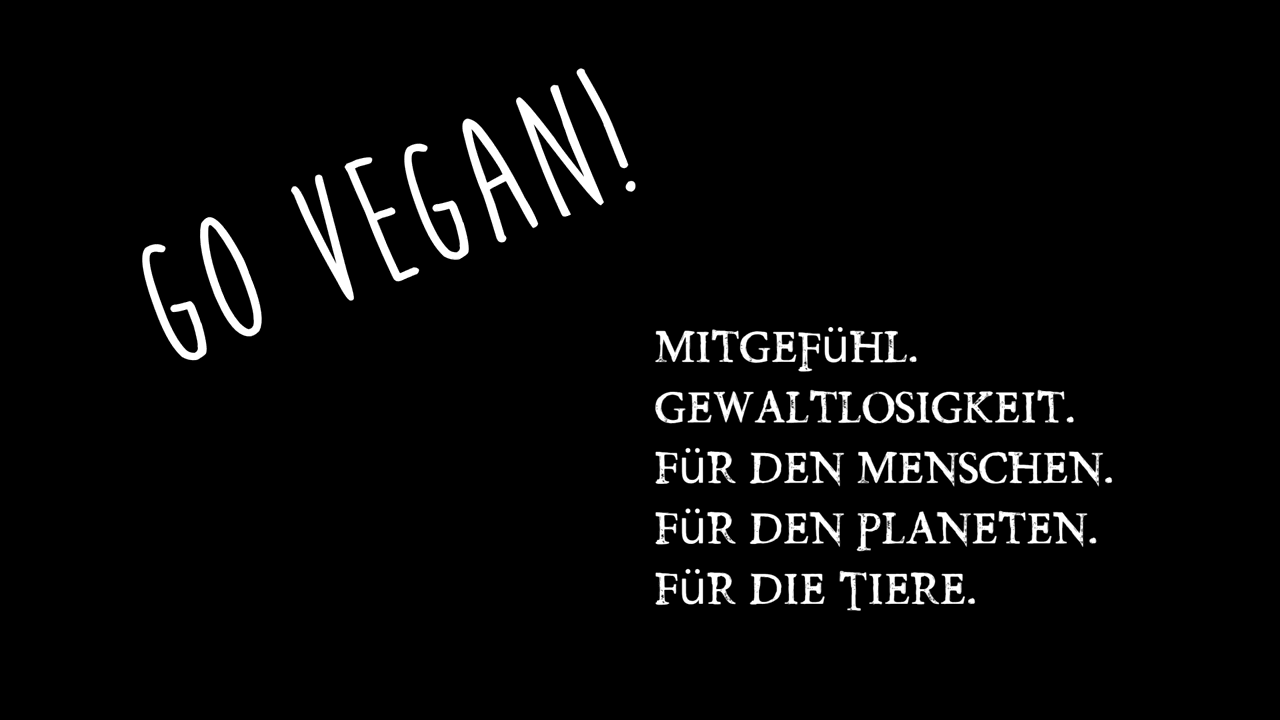 GO VEGAN!
MITGEFÜHL.
GEWALTLOSIGKEIT.
FÜR DEN MENSCHEN.
FÜR DEN PLANETEN.
FÜR DIE TIERE.